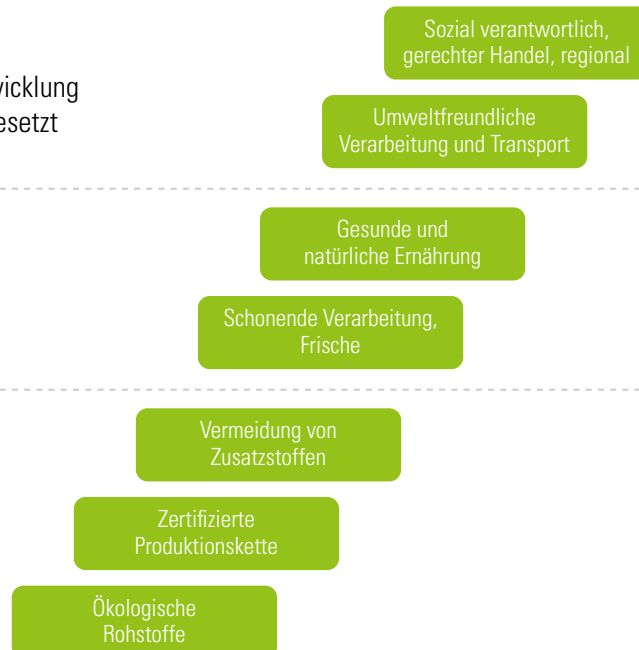 Sozial verantwortlich,
gerechter Handel, regional
wicklung
esetzt
Umweltfreundliche
Verarbeitung und Transport
Gesunde und
natürliche Ernährung
Schonende Verarbeitung,
Frische
Vermeidung von
Zusatzstoffen
Zertifizierte
Produktionskette
Ökologische
Rohstoffe